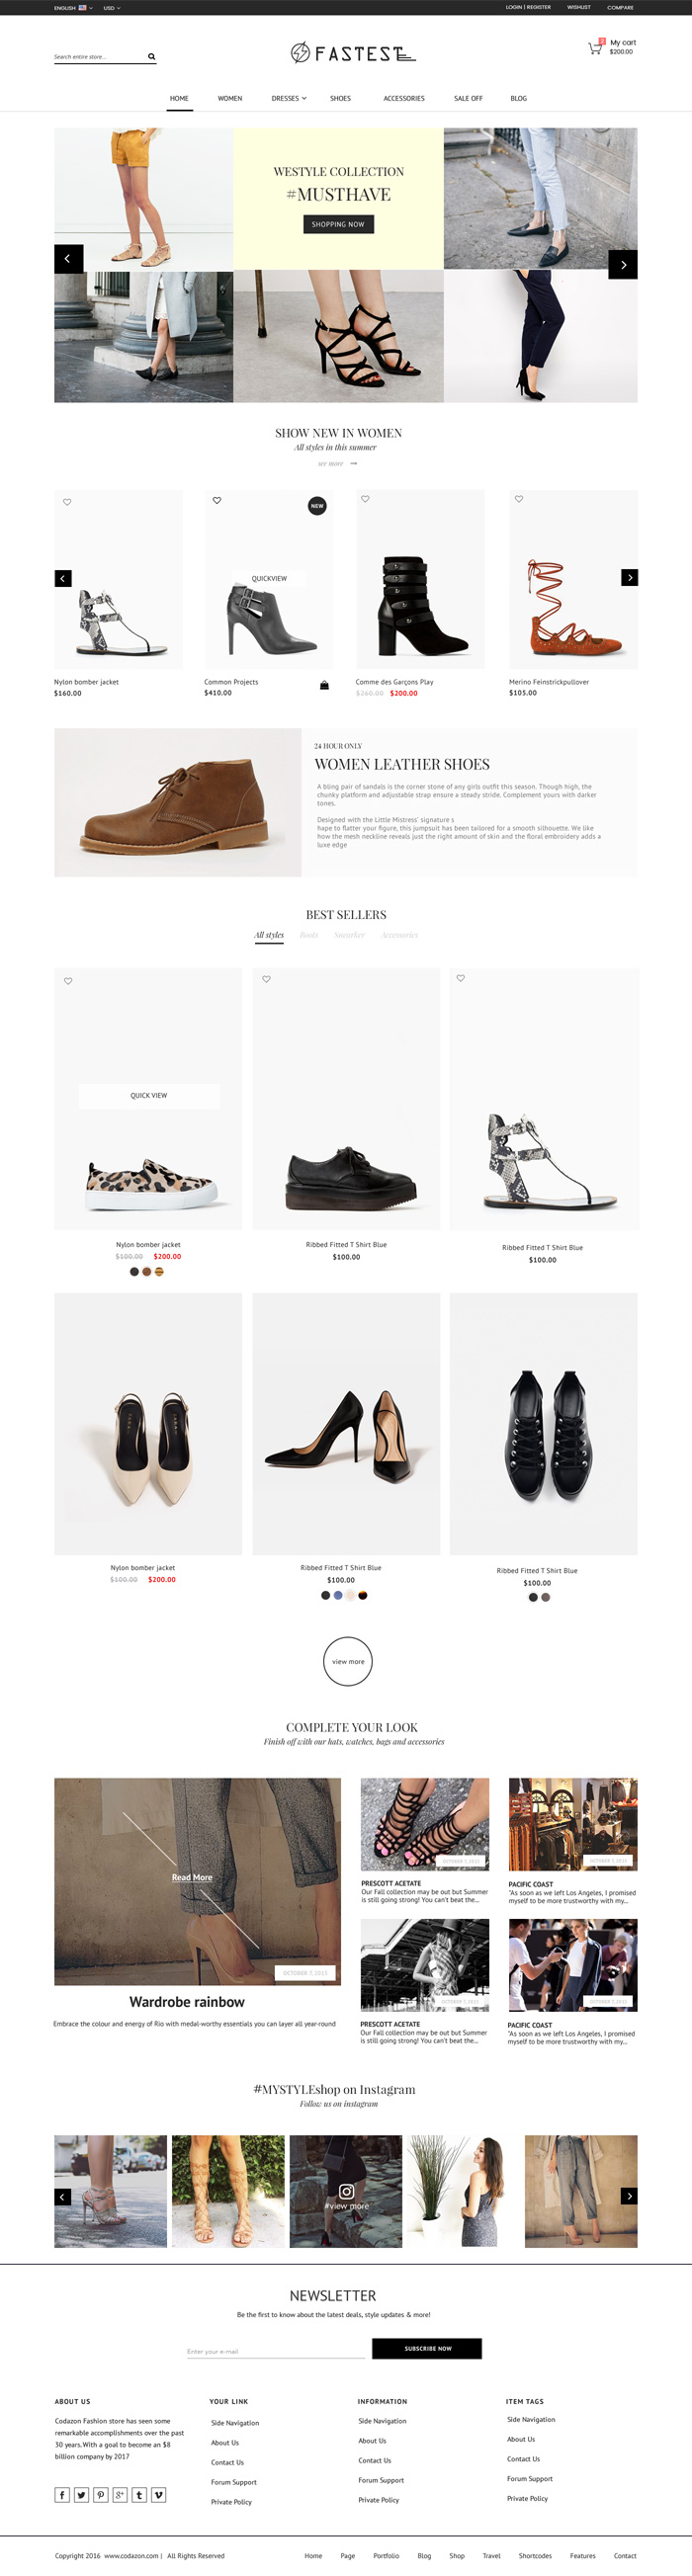 ENGLISH USD LOGIN | REGISTER WISHLIST COMPARE
Search entire store...
FASTEST
My cart
$200.00
HOME WOMEN DRESSES SHOES ACCESSORIES SALE OFF BLOG
WESTYLE COLLECTION
#MUSTHAVE
SHOPPING NOW
SHOW NEW IN WOMEN
All styles in this summer
see more
NEW
QUICKVIEW
Nylon bomber jacket
$160.00
Common Projects
$410.00
Comme des Garçons Play
$260.00 $200.00
Merino Feinstrickpullover
$105.00
24 HOUR ONLY
WOMEN LEATHER SHOES
A bling pair of sandals is the corner stone of any girls outfit this season. Though high, the
chunky platform and adjustable strap ensure a steady stride. Complement yours with darker
tones.
Designed with the Little Mistress' signature s
hape to flatter your figure, this jumpsuit has been tailored for a smooth silhouette. We like
how the mesh neckline reveals just the right amount of skin and the floral embroidery adds a
luxe edge
BEST SELLERS
All styles Boots Snearker Accessories
QUICK VIEW
Nylon bomber jacket
$100.00 $200.00
Ribbed Fitted T Shirt Blue
$100.00
Ribbed Fitted T Shirt Blue
$100.00
Nylon bomber jacket
$100.00 $200.00
Ribbed Fitted T Shirt Blue
$100.00
Ribbed Fitted T Shirt Blue
$100.00
view more
COMPLETE YOUR LOOK
Finish off with our hats, watches, bags and accessories
Read More
OCTOBER 7, 2015
Wardrobe rainbow
Embrace the colour and energy of Rio with medal-worthy essentials you can layer all year-round
OCTOBER 7, 2015
PRESCOTT ACETATE
Our Fall collection may be out but Summer
is still going strong! You can't beat the...
OCTOBER 7, 2015
PACIFIC COAST
"As soon as we left Los Angeles, I promised
myself to be more trustworthy with my...
OCTOBER 7, 2015
PRESCOTT ACETATE
Our Fall collection may be out but Summer
is still going strong! You can't beat the...
OCTOBER 7, 2015
PACIFIC COAST
"As soon as we left Los Angeles, I promised
myself to be more trustworthy with my...
#MYSTYLEshop on Instagram
Follow us on instagram
#view more
NEWSLETTER
Be the first to know about the latest deals, style updates & more!
Enter your e-mail
SUBSCRIBE NOW
ABOUT US
Codazon Fashion store has seen some
remarkable accomplishments over the past
30 years. With a goal to become an $8
billion company by 2017
YOUR LINK
Side Navigation
About Us
Contact Us
Forum Support
Private Policy
INFORMATION
Side Navigation
About Us
Contact Us
Forum Support
Private Policy
ITEM TAGS
Side Navigation
About Us
Contact Us
Forum Support
Private Policy
Copyright 2016 www.codazon.com | All Rights Reserved
Home Page Portfolio Blog Shop Travel Shortcodes Features Contact